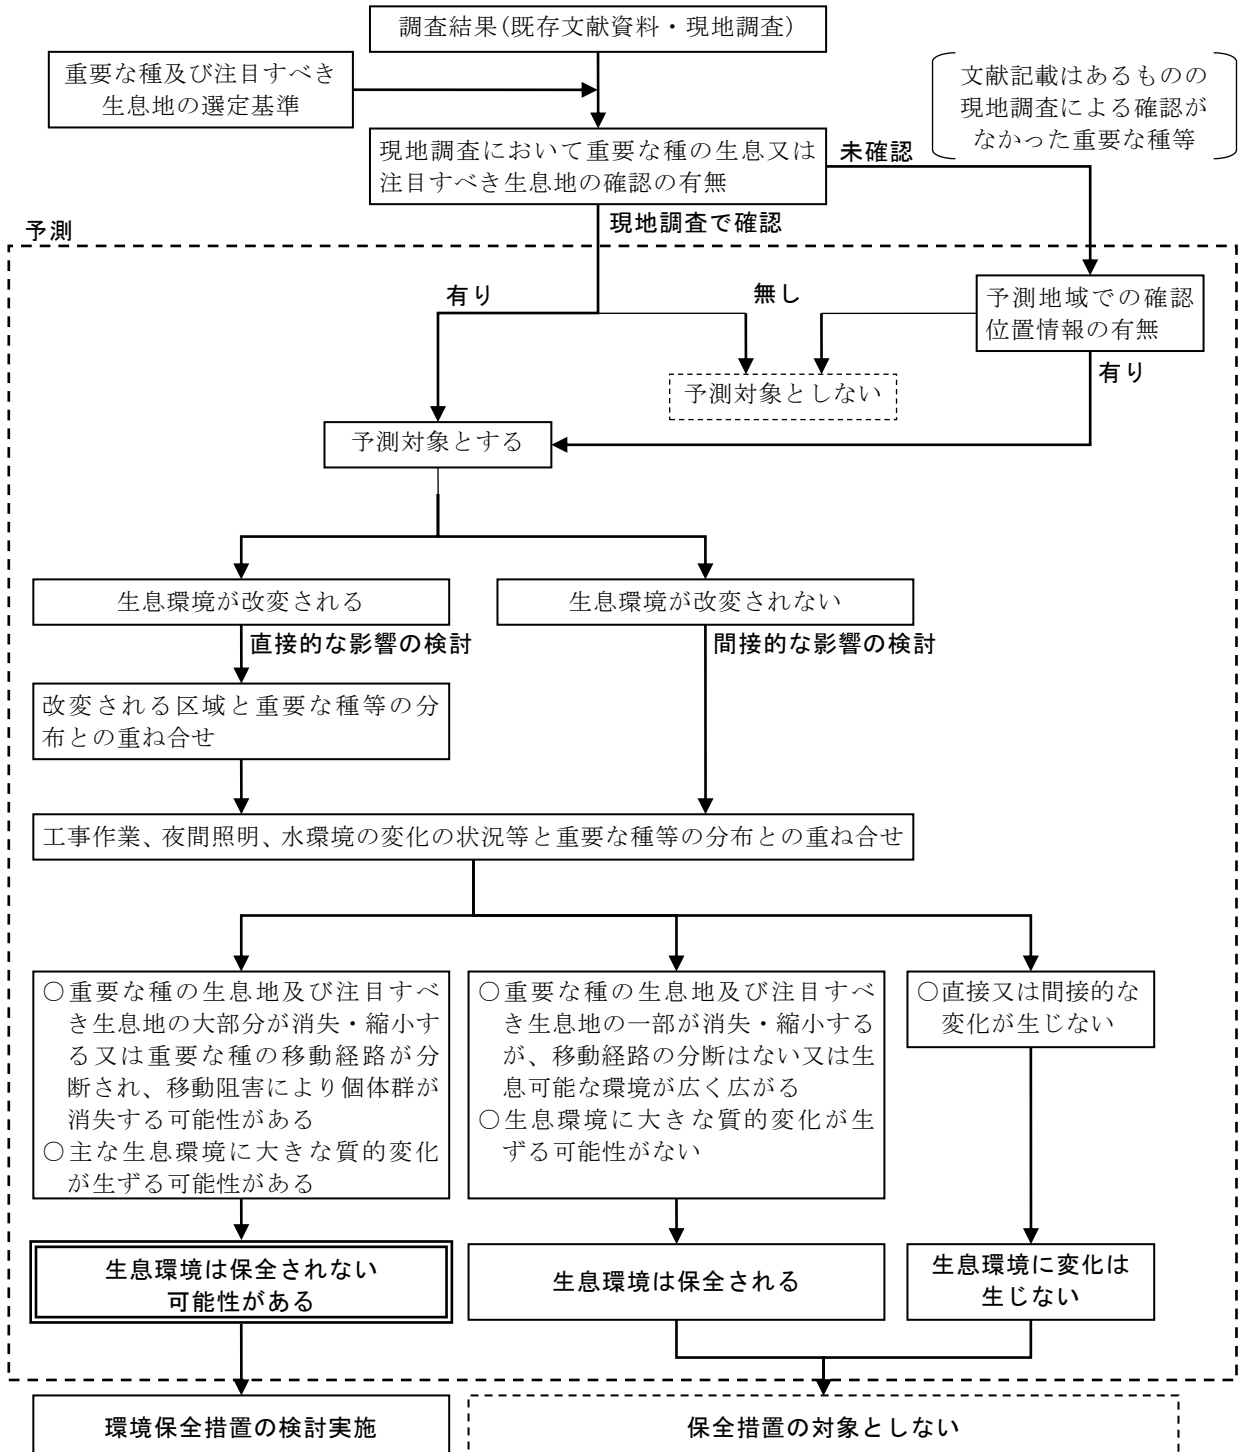 調査結果(既存文献資料・現地調査)
重要な種及び注目すべき
生息地の選定基準
文献記載はあるものの
現地調査による確認が
なかった重要な種等
現地調査において重要な種の生息又は
注目すべき生息地の確認の有無
未確認
現地調査で確認
予測
有り
無し
予測地域での確認
位置情報の有無
有り
予測対象としない
予測対象とする
生息環境が改変される
生息環境が改変されない
直接的な影響の検討
間接的な影響の検討
改変される区域と重要な種等の分
布との重ね合せ
工事作業、夜間照明、水環境の変化の状況等と重要な種等の分布との重ね合せ
○重要な種の生息地及び注目すべ
き生息地の大部分が消失・縮小す
る又は重要な種の移動経路が分
断され、移動阻害により個体群が
消失する可能性がある
○主な生息環境に大きな質的変化
が生ずる可能性がある
○重要な種の生息地及び注目すべ
き生息地の一部が消失・縮小する
が、移動経路の分断はない又は生
息可能な環境が広く広がる
○生息環境に大きな質的変化が生
ずる可能性がない
○直接又は間接的な
変化が生じない
生息環境は保全されない
可能性がある
生息環境は保全される
生息環境に変化は
生じない
環境保全措置の検討実施
保全措置の対象としない